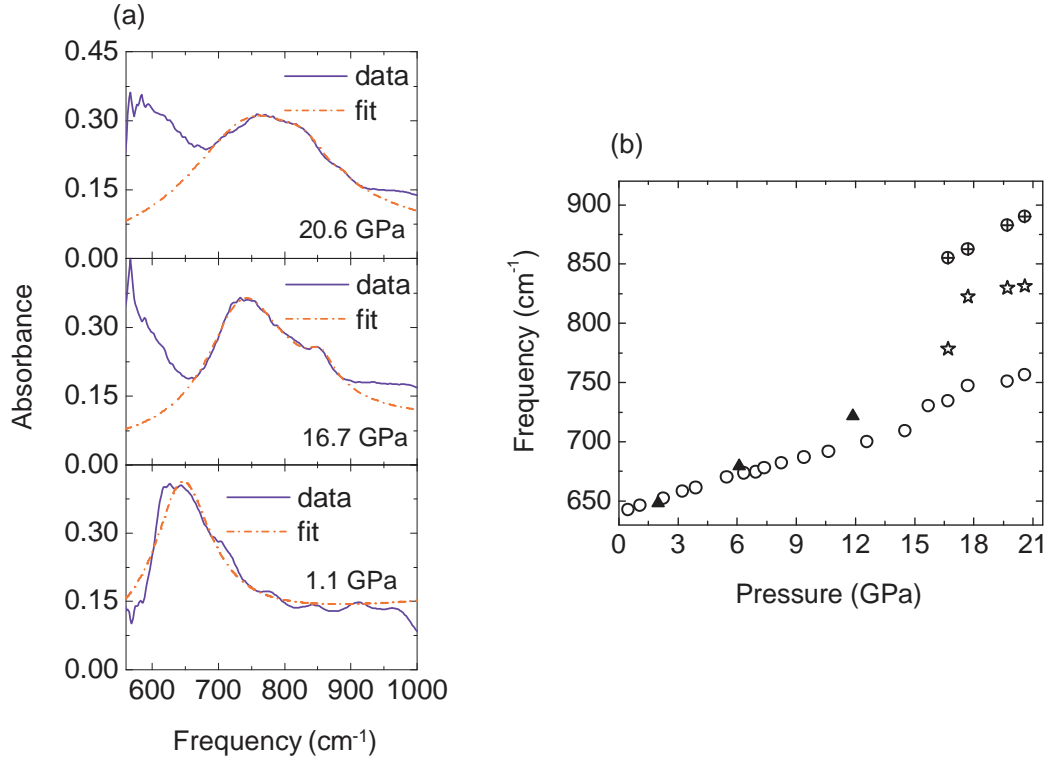 (a)
0.45
0.30
0.15
0.00
data
fit
20.6 GPa
0.30
0.15
0.00
data
fit
16.7 GPa
0.30
0.15
0.00
data
fit
1.1 GPa
600 700 800 900 1000
Absorbance
Frequency (cm-1)
(b)
900
850
800
750
700
650
0 3 6 9 12 15 18 21
Frequency (cm-1)
Pressure (GPa)